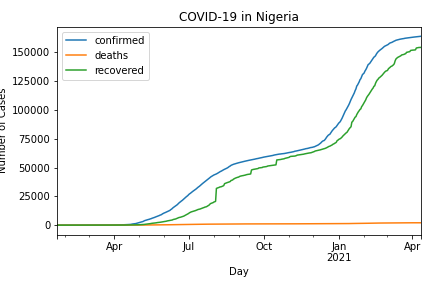 COVID-19 in Nigeria
confirmed
deaths
recovered
150000
125000
100000
75000
50000
25000
0
Number of Cases
Apr
Jul
Oct
Jan
2021
Apr
Day